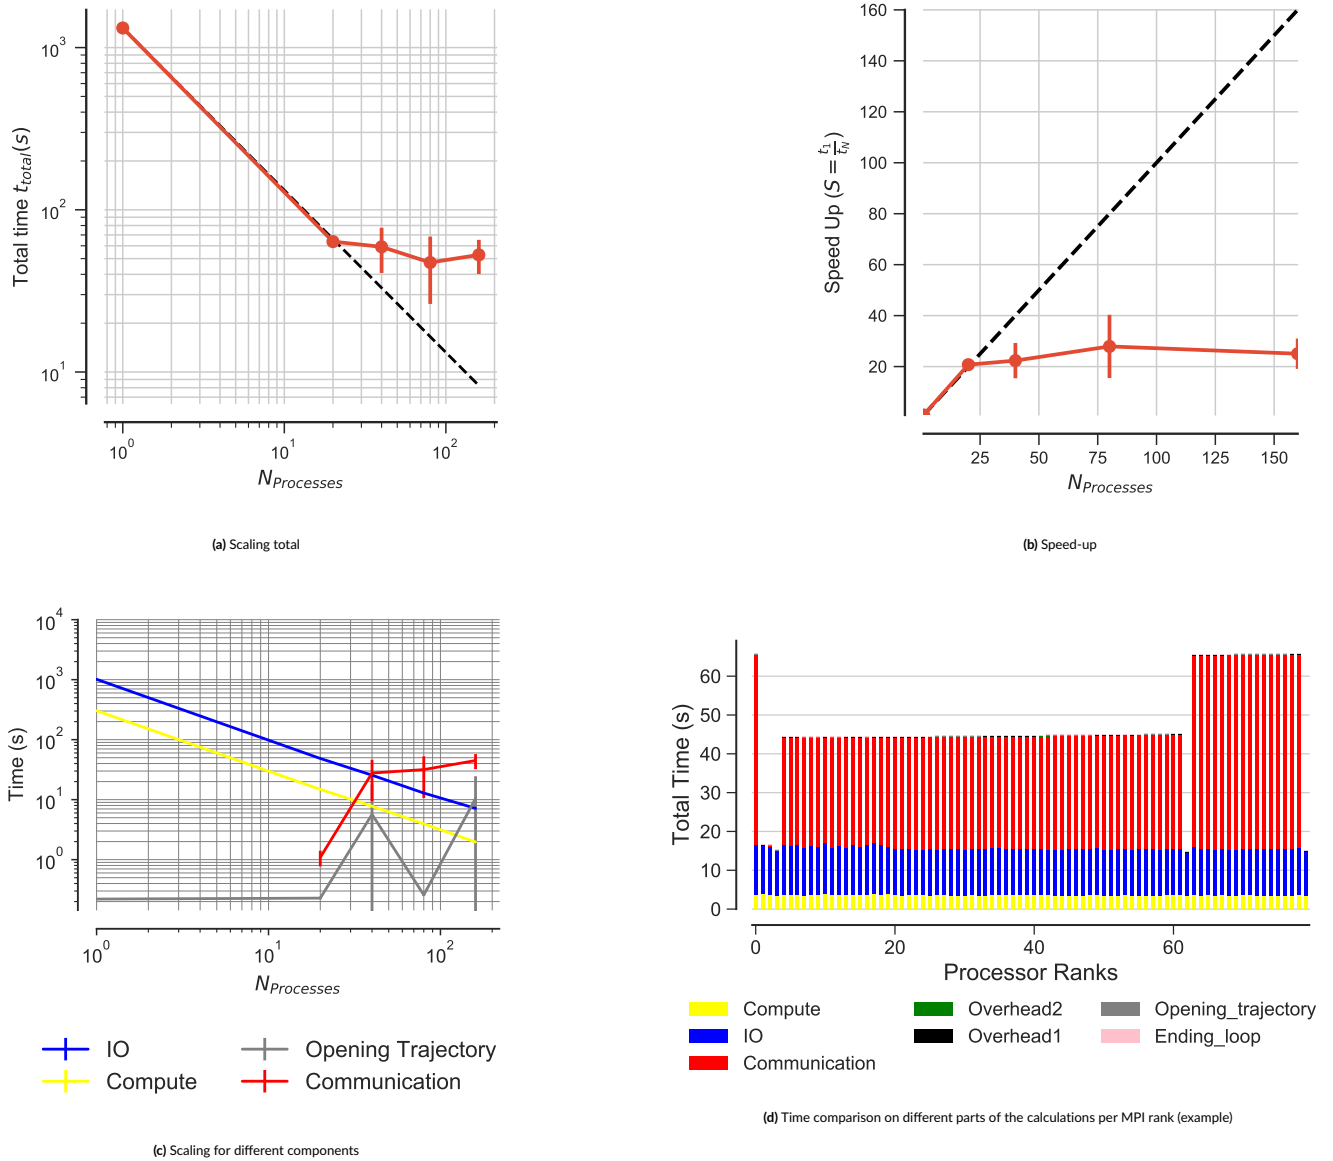 10^3
10^2
10^1
Total time t_total(s)
10^0
10^1
10^2
N_Processes
(a) Scaling total
160
140
120
100
80
60
40
20
Speed Up (S = t_1/t_N)
25 50 75 100 125 150
N_Processes
(b) Speed-up
10^4
10^3
10^2
10^1
10^0
Time (s)
10^0
10^1
10^2
N_Processes
IO
Opening Trajectory
Compute
Communication
(c) Scaling for different components
60
50
40
30
20
10
0
Total Time (s)
0 20 40 60
Processor Ranks
Compute
Overhead2
Opening_trajectory
IO
Overhead1
Ending_loop
Communication
(d) Time comparison on different parts of the calculations per MPI rank (example)